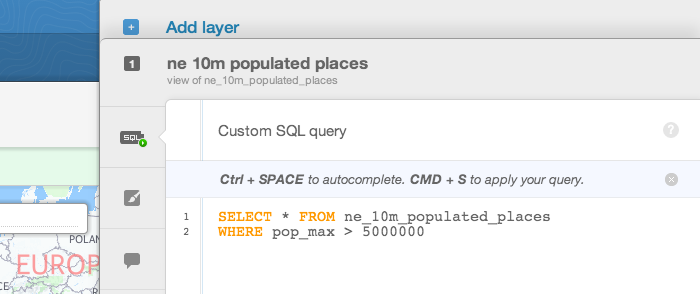 + Add layer
1 ne 10m populated places
view of ne_10m_populated_places
SQL
Custom SQL query
?
Ctrl + SPACE to autocomplete. CMD + S to apply your query.
1 SELECT * FROM ne_10m_populated_places
2 WHERE pop_max > 5000000
POLAN
EUROP